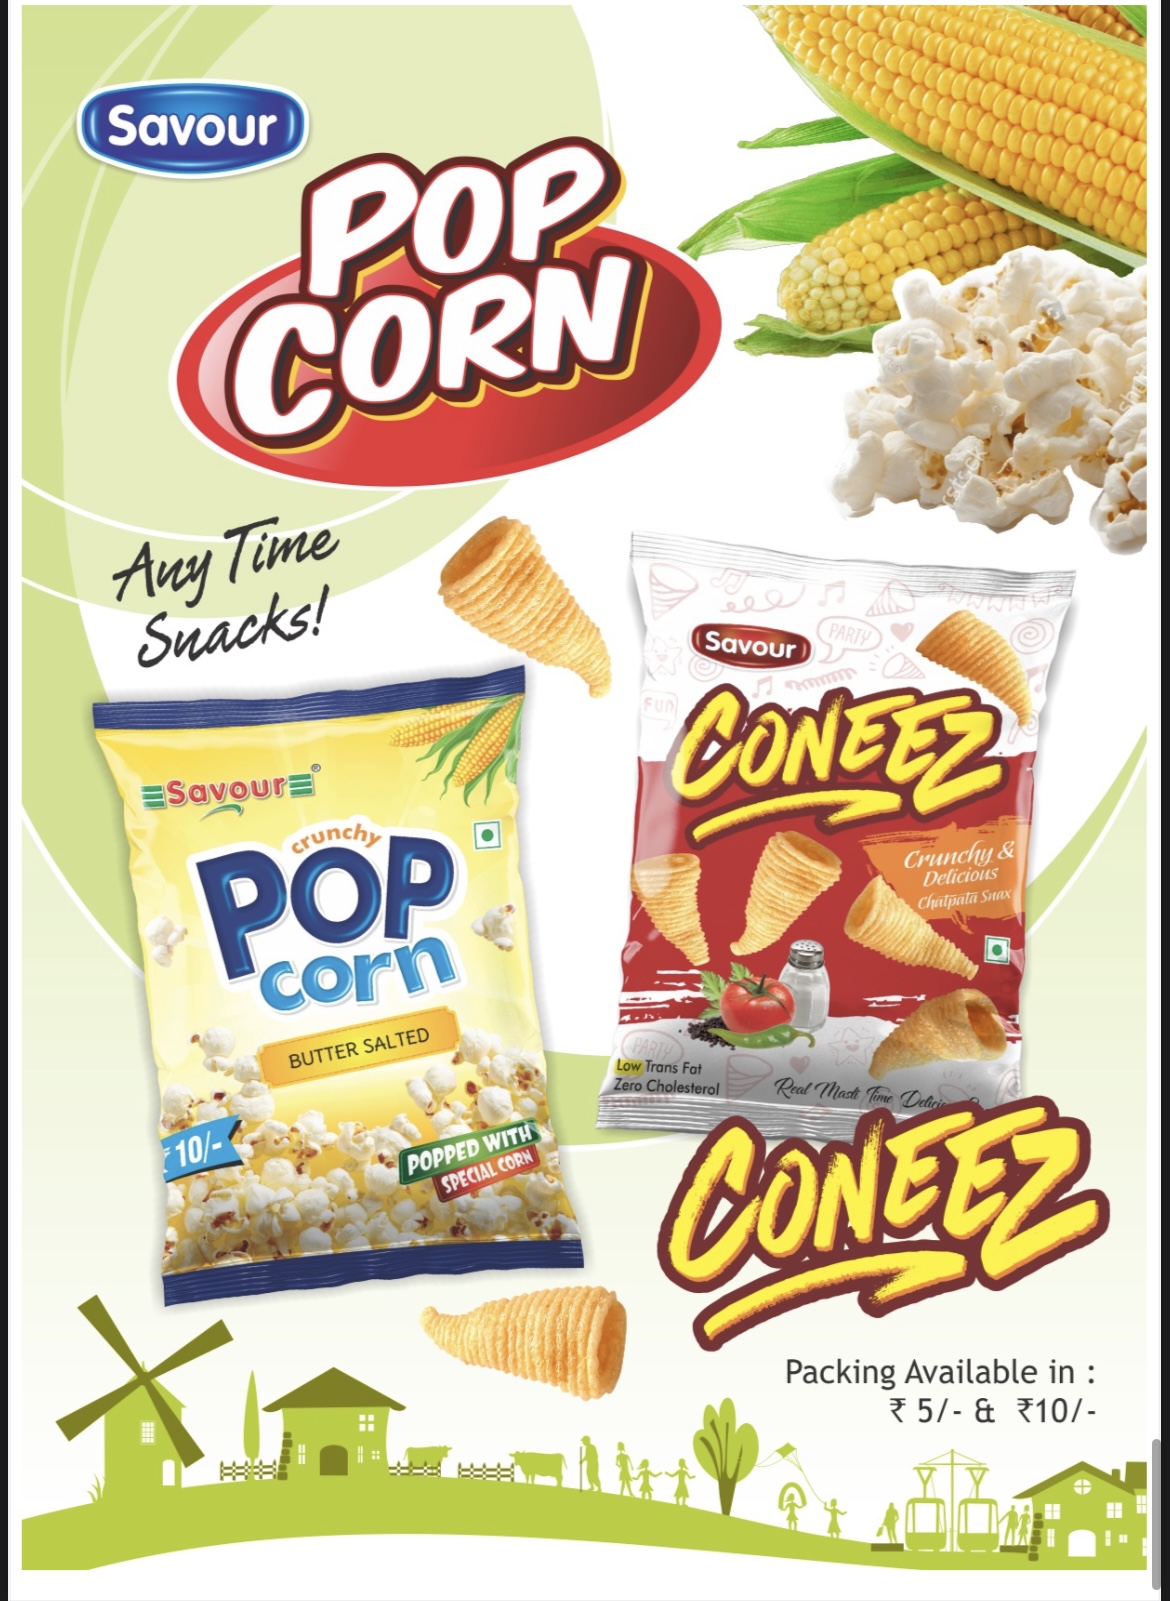 Savour
POP
CORN
Any Time
Snacks!
Savour
®
crunchy
POP
corn
BUTTER SALTED
₹10/-
POPPED WITH
SPECIAL CORN
Savour
PARTY
FUN
CONEEZ
Crunchy &
Delicious
Chatpata Snax
PARTY
Low Trans Fat
Zero Cholesterol
Real Masti Time
CONEEZ
Packing Available in :
₹ 5/- & ₹10/-